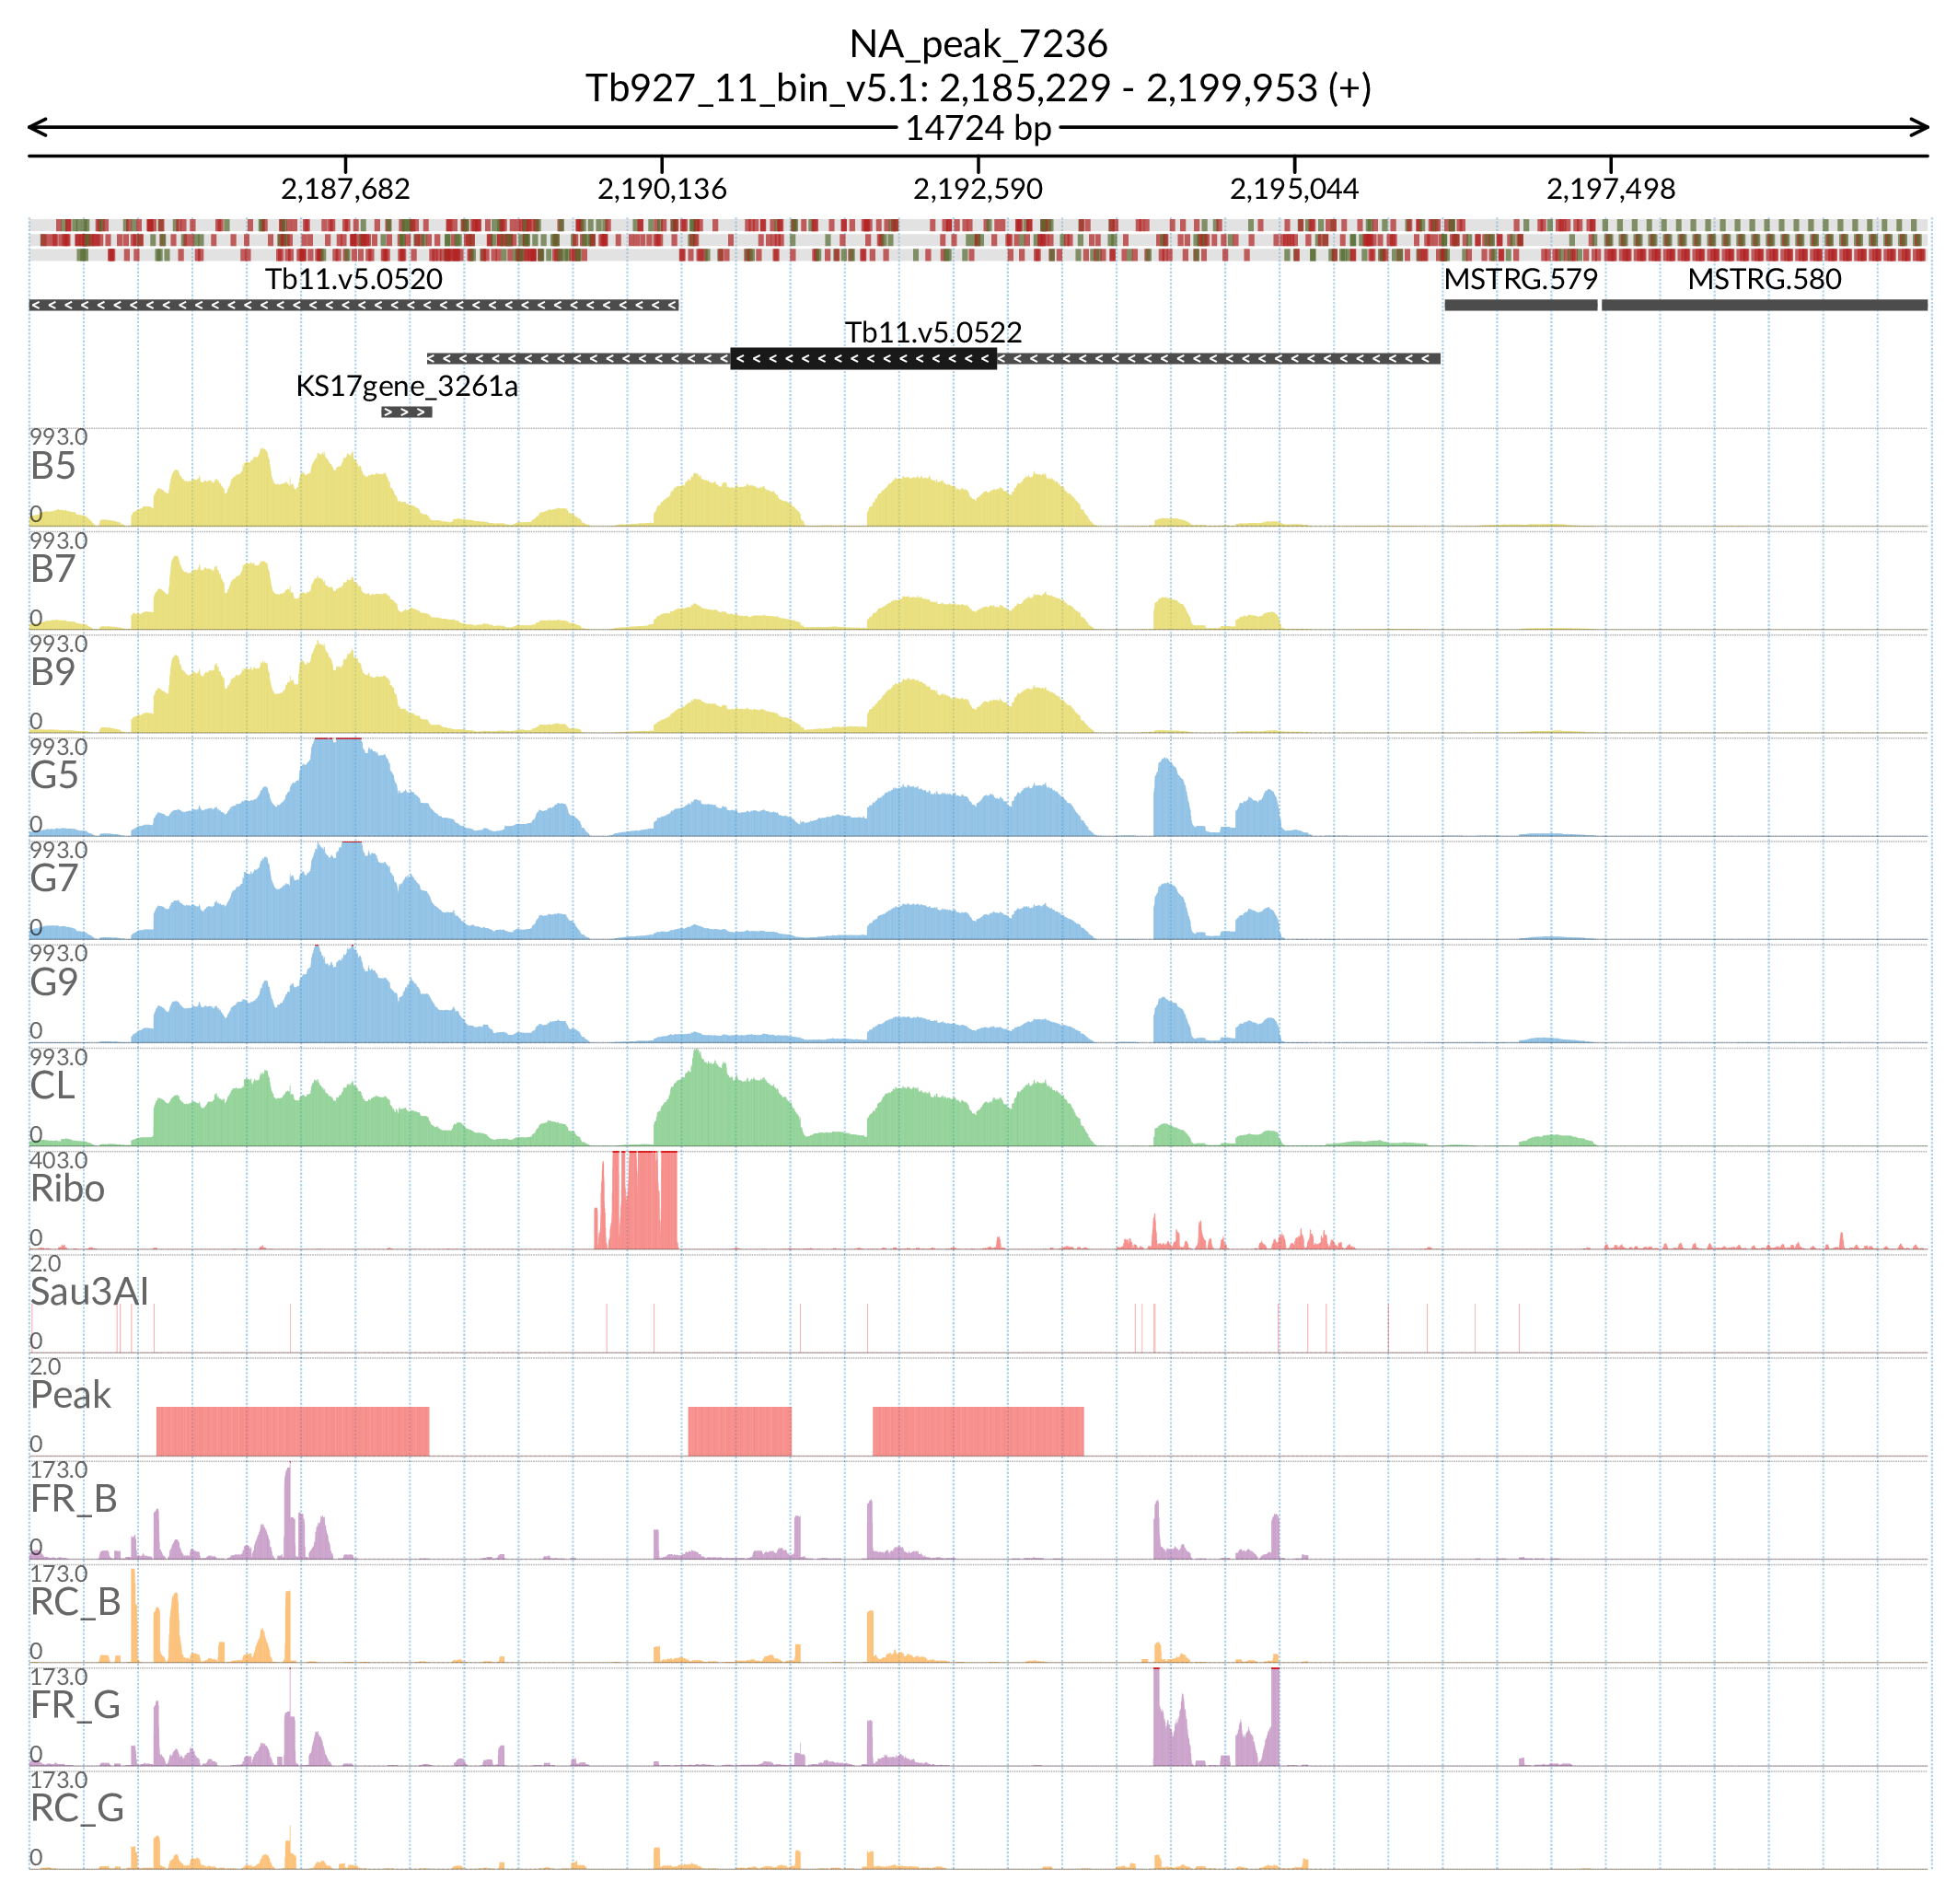 NA_peak_7236
Tb927_11_bin_v5.1: 2,185,229 - 2,199,953 (+)
14724 bp
2,187,682 2,190,136 2,192,590 2,195,044 2,197,498
Tb11.v5.0520 MSTRG.579 MSTRG.580
Tb11.v5.0522
KS17gene_3261a
993.0
B5
0
993.0
B7
0
993.0
B9
0
993.0
G5
0
993.0
G7
0
993.0
G9
0
993.0
CL
0
403.0
Ribo
0
2.0
Sau3AI
0
2.0
Peak
0
173.0
FR_B
0
173.0
RC_B
0
173.0
FR_G
0
173.0
RC_G
0